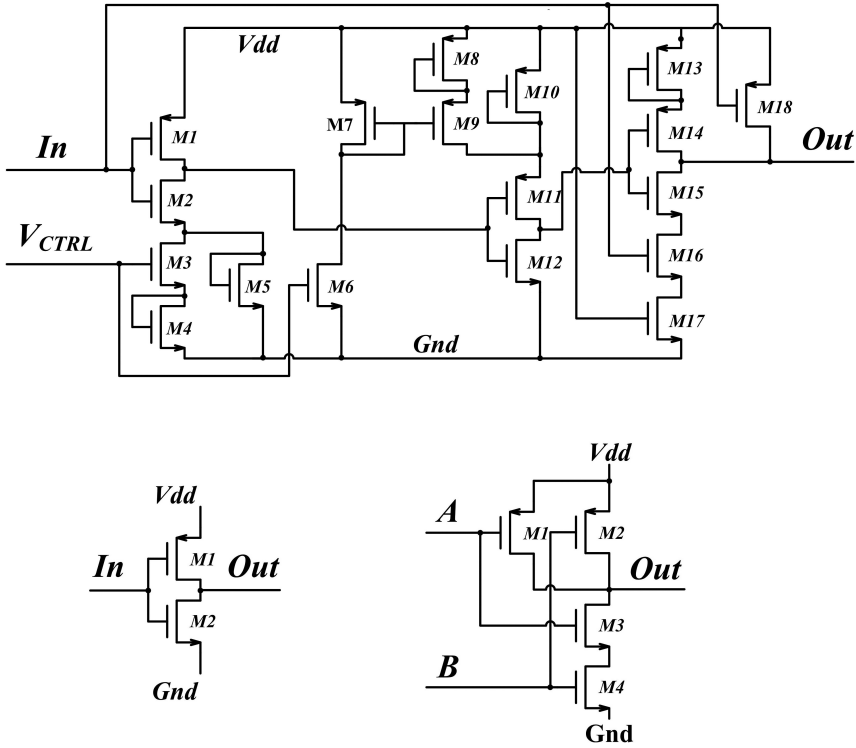 Vdd
M8
M13
M10
M18
M1
M7
M9
M14
In
Out
M2
M11
M15
V_CTRL
M3
M5
M6
M12
M16
M4
M17
Gnd
Vdd
M1
In
Out
M2
Gnd
Vdd
A
M1
M2
Out
M3
B
M4
Gnd